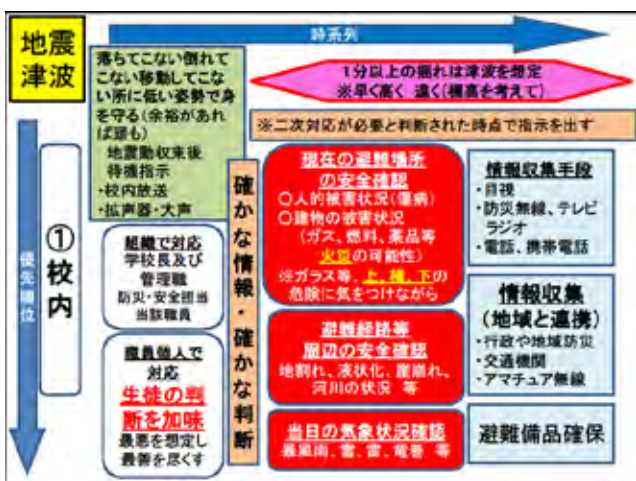 地震
津波
時系列
落ちてこない倒れて
こない移動してこ
ない所に低い姿勢で身
を守る(余裕があれ
ば頭も)
地震動収束後
待機指示
・校内放送
・拡声器・大声
1分以上の揺れは津波を想定
※早く高く 遠く(標高を考えて)
※二次対応が必要と判断された時点で指示を出す
優先順位
①校内
組織で対応
学校長及び
管理職
防災・安全担当
当該職員
職員個人で
対応
生徒の判
断を加味
最悪を想定し
最善を尽くす
確かな情報・確かな判断
現在の避難場所
の安全確認
○人的被害状況(傷病)
○建物の被害状況
(ガス、燃料、薬品等
火災の可能性)
※ガラス等、上、横、下の
危険に気をつけながら
避難経路等
周辺の安全確認
地割れ、液状化、崖崩れ、
河川の状況 等
当日の気象状況確認
暴風雨、雪、雷、竜巻 等
情報収集手段
・目視
・防災無線、テレビ
ラジオ
・電話、携帯電話
情報収集
(地域と連携)
・行政や地域防災
・交通機関
・アマチュア無線
避難備品確保